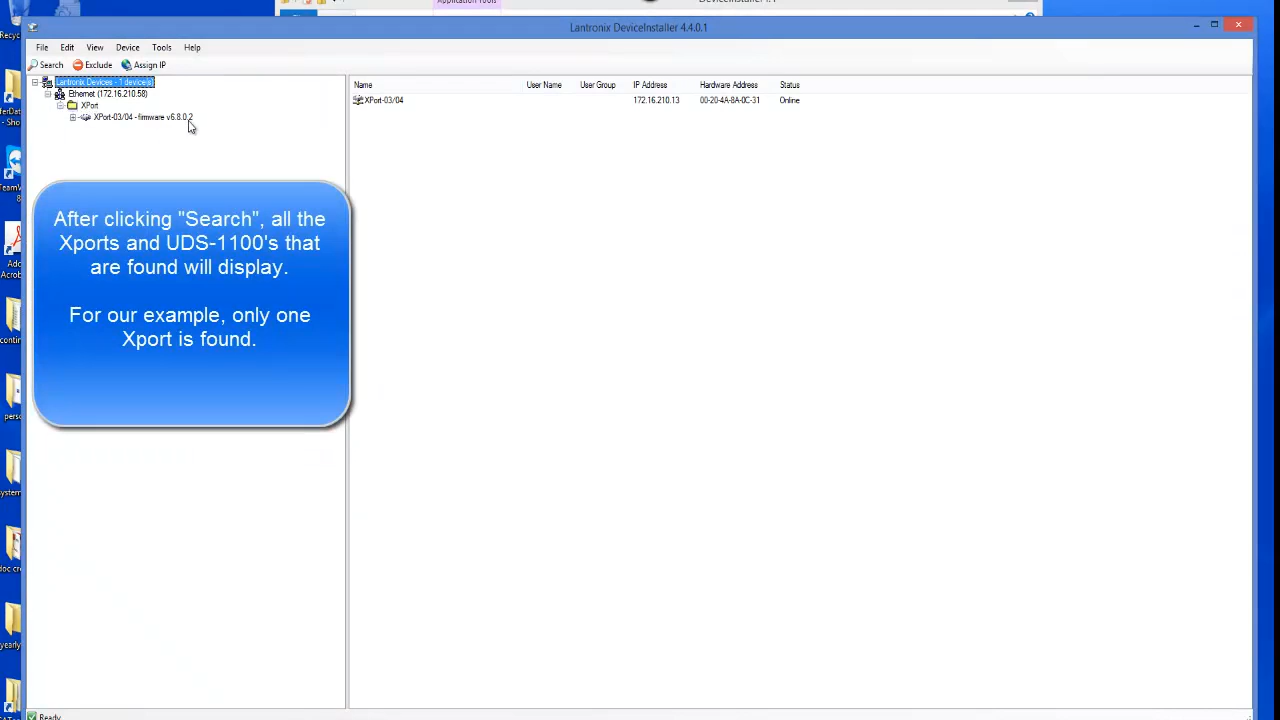 Application Tools
Lantronix DeviceInstaller 4.4.0.1
File Edit View Device Tools Help
Search Exclude Assign IP
Lantronix Devices - 1 device(s)
Ethernet (172.16.210.58)
XPort
XPort-03/04 - firmware v6.8.0.2
Name User Name User Group IP Address Hardware Address Status
XPort-03/04 172.16.210.13 00-20-4A-8A-0C-31 Online
After clicking "Search", all the
Xports and UDS-1100's that
are found will display.
For our example, only one
Xport is found.
Ready